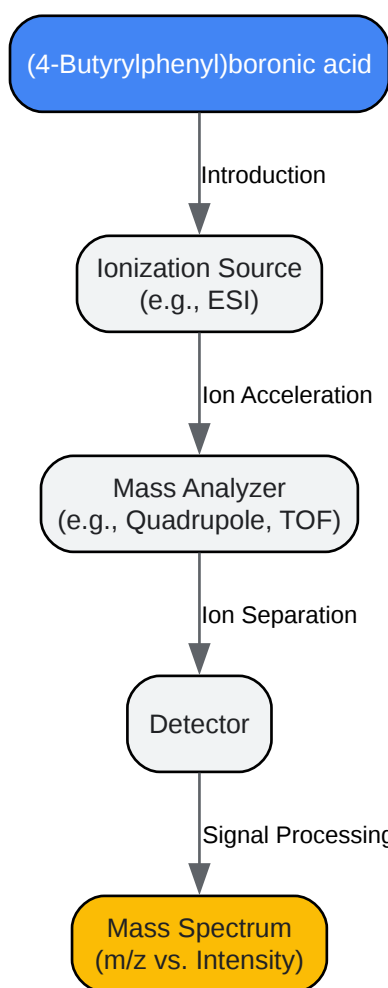 (4-Butyrylphenyl)boronic acid
Introduction
Ionization Source
(e.g., ESI)
Ion Acceleration
Mass Analyzer
(e.g., Quadrupole, TOF)
Ion Separation
Detector
Signal Processing
Mass Spectrum
(m/z vs. Intensity)